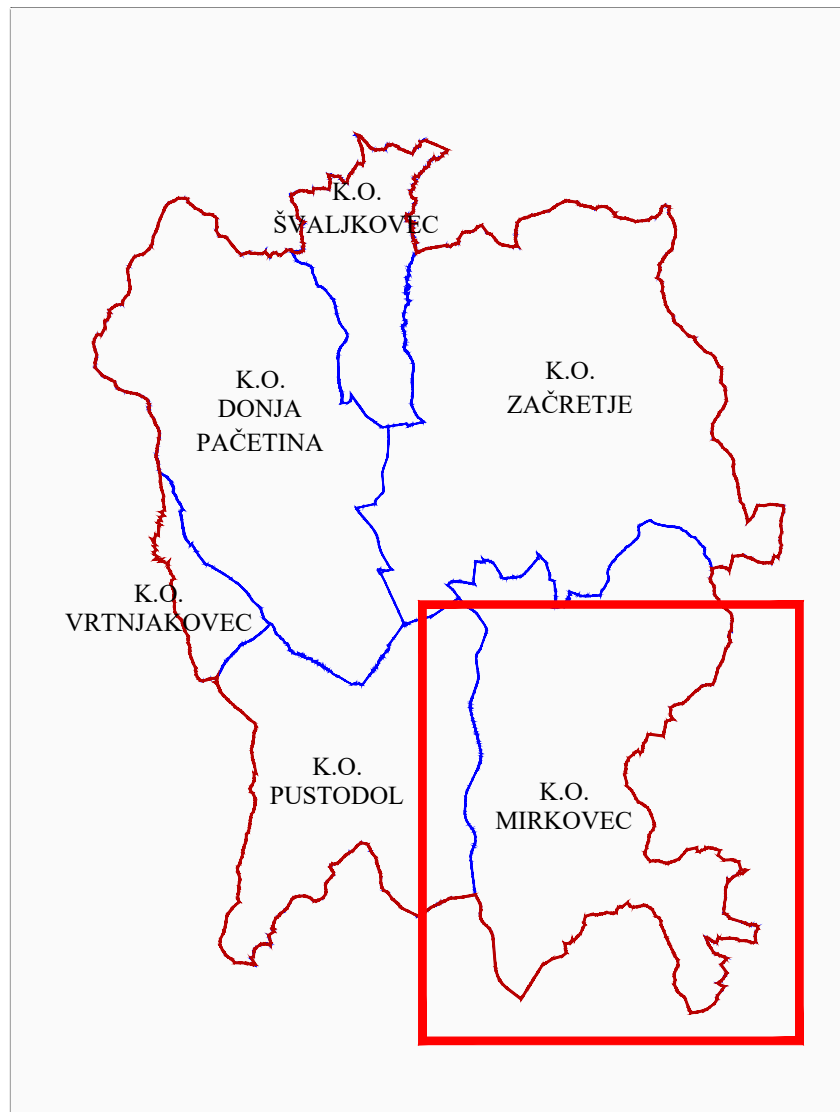 K.O.
ŠVALJKOVEC
K.O.
DONJA
PAČETINA
K.O.
ZAČRETJE
K.O.
VRTNJAKOVEC
K.O.
PUSTODOL
K.O.
MIRKOVEC